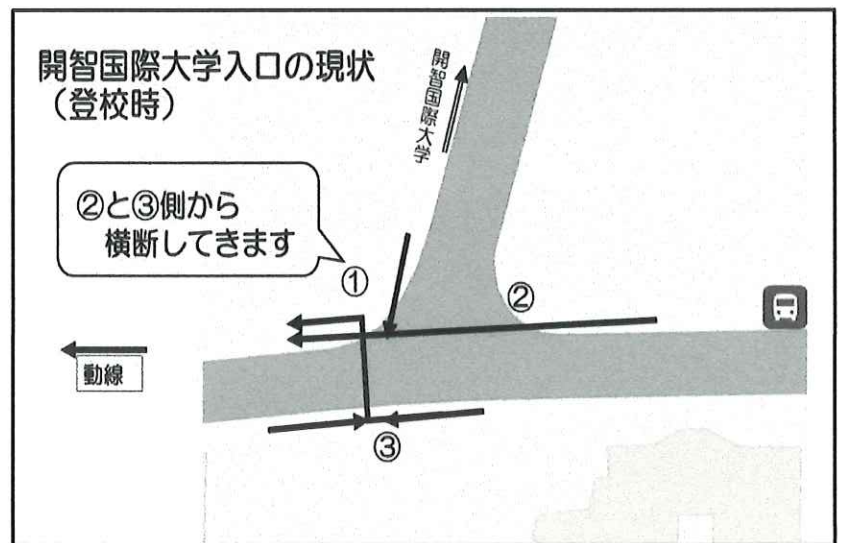 開智国際大学入口の現状
（登校時）
開智国際大学
②と③側から
横断してきます
①
②
動線
③